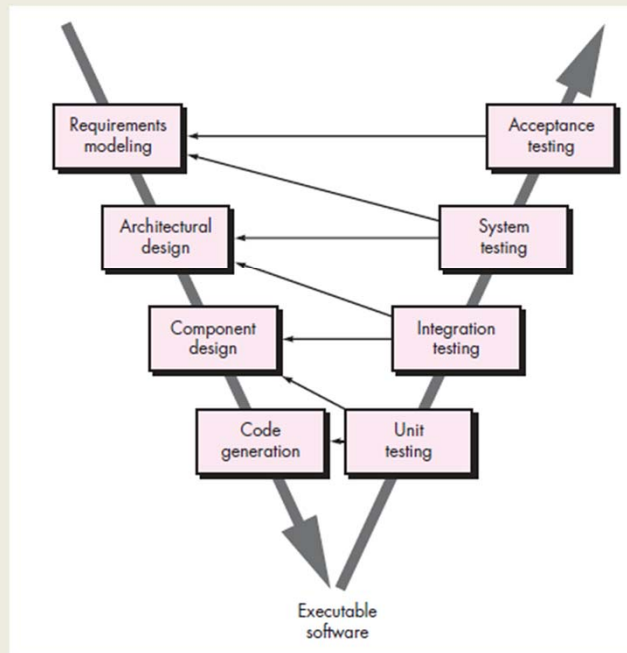 Requirements
modeling
Acceptance
testing
Architectural
design
System
testing
Component
design
Integration
testing
Code
generation
Unit
testing
Executable
software